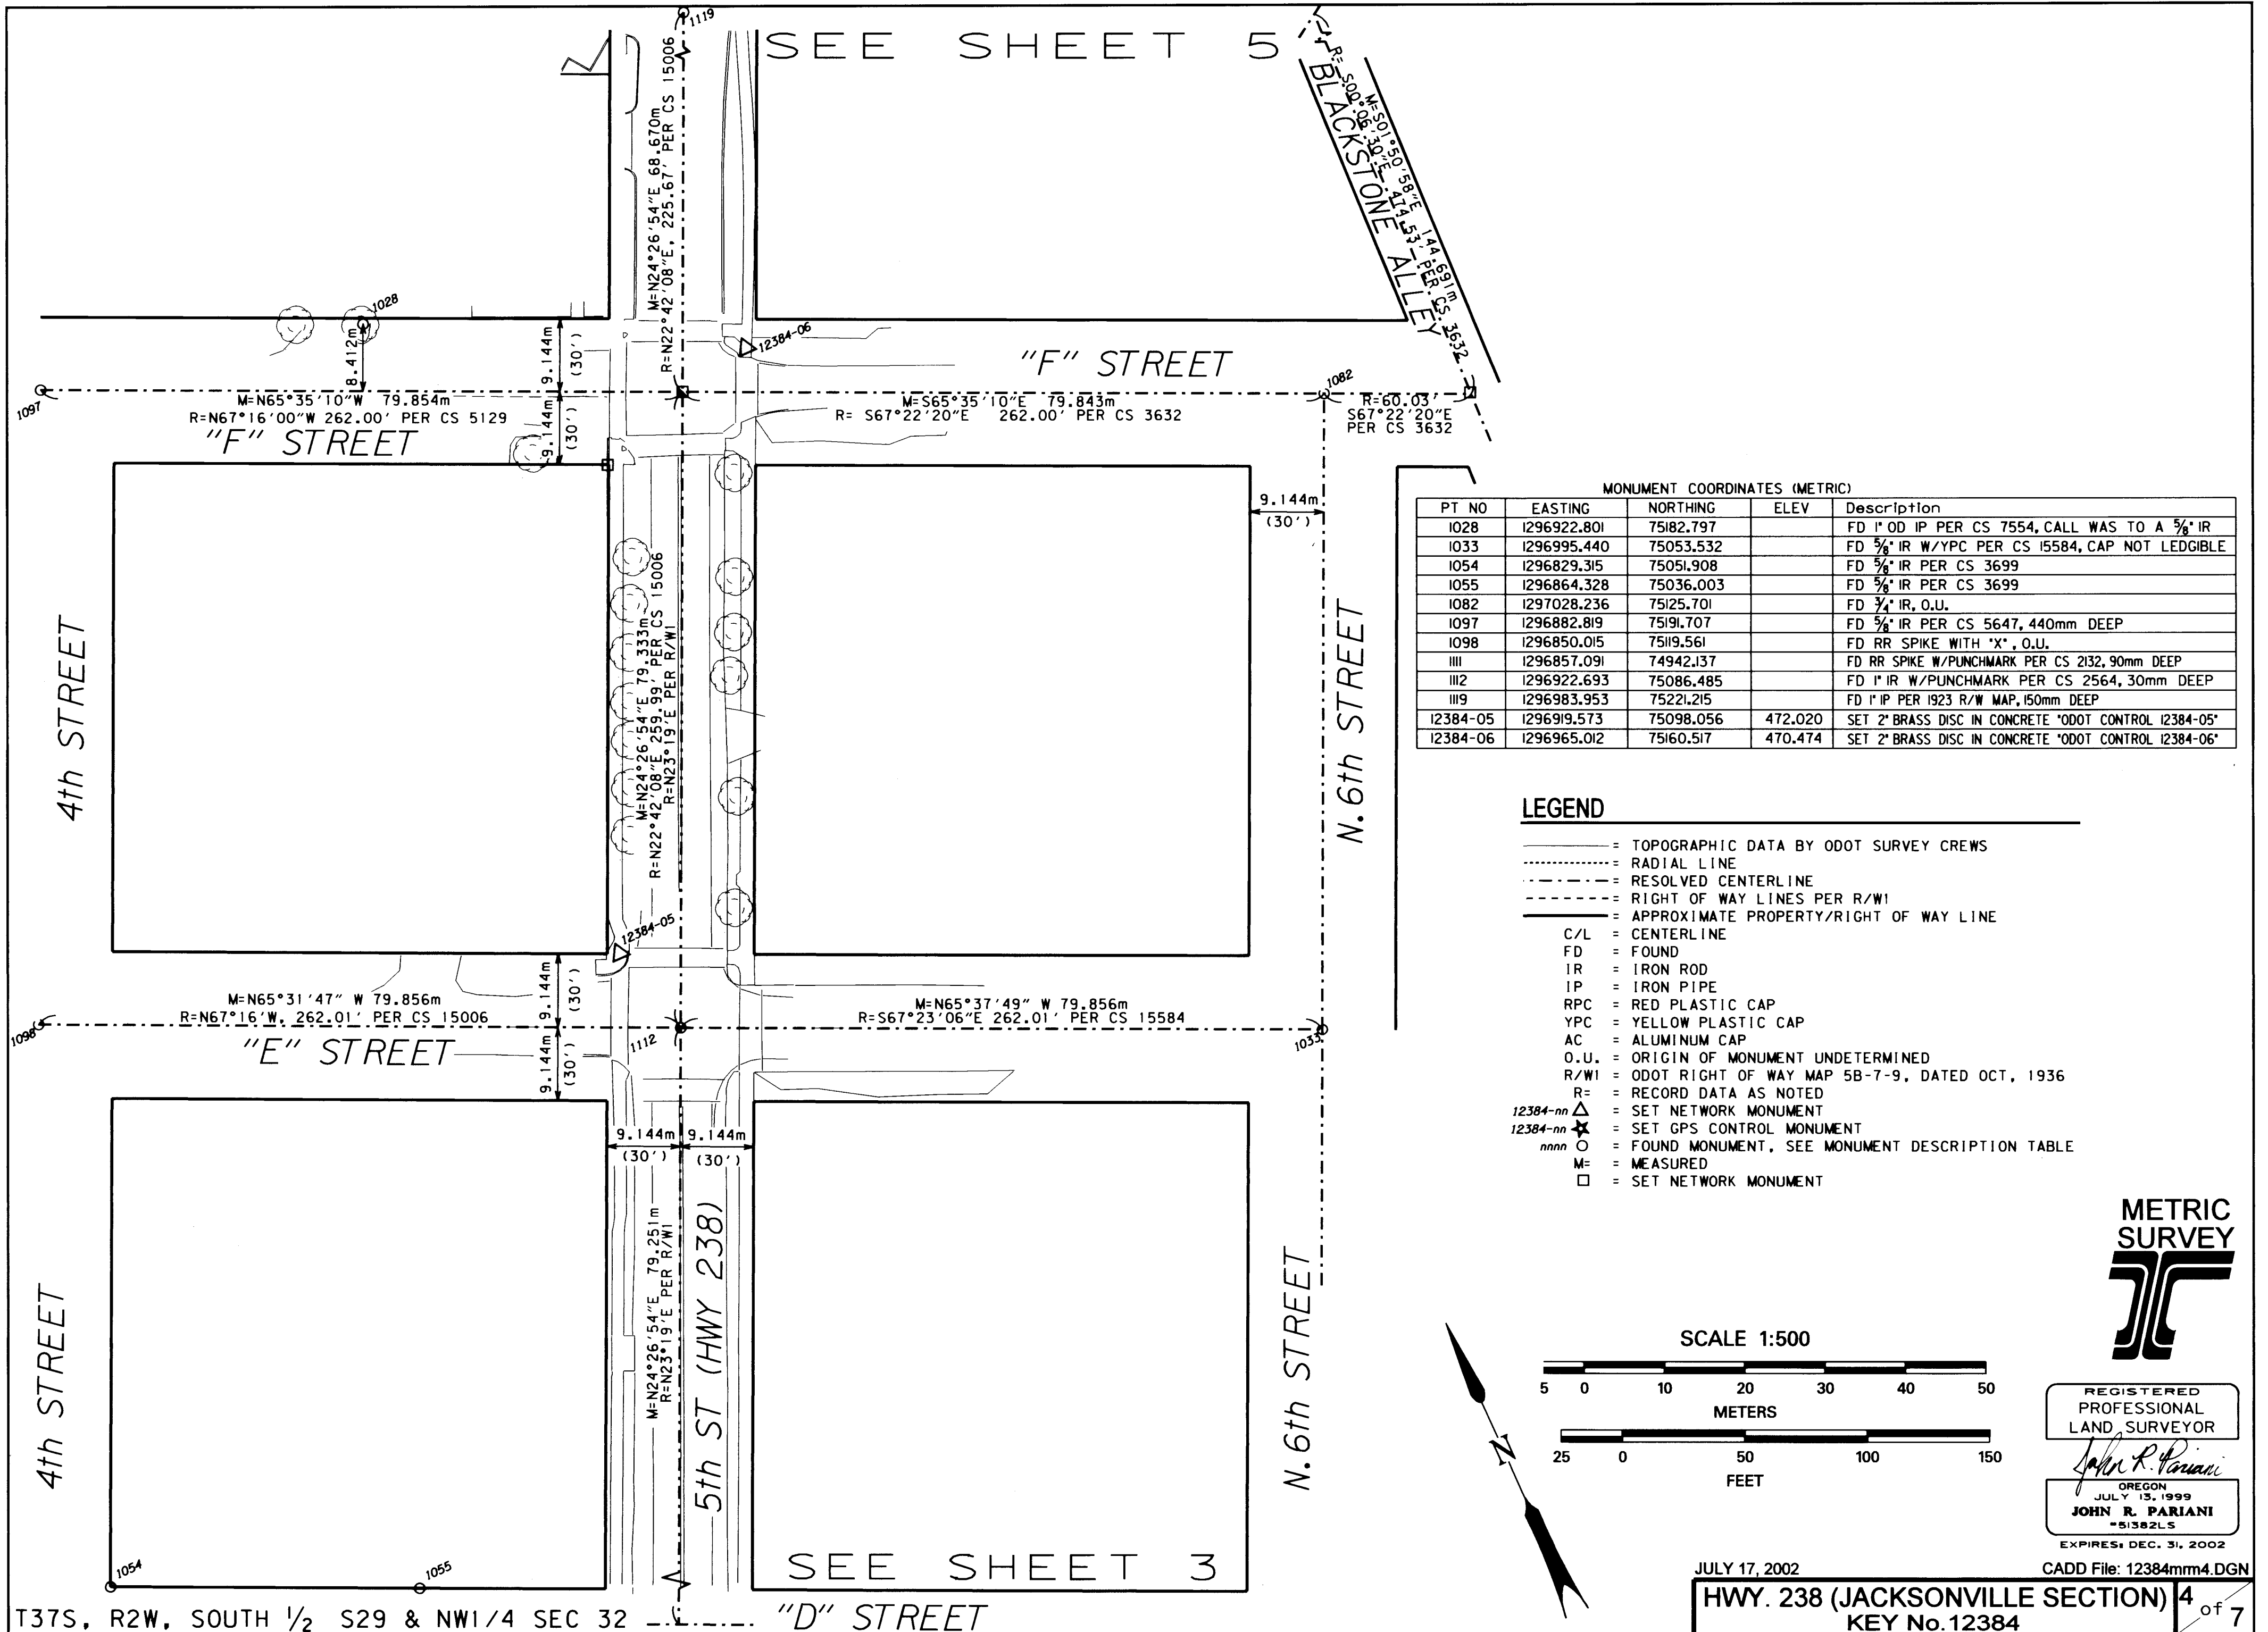 1119
SEE SHEET 5
M=N24°26'54"E 68.670m
R=N22°42'08"E, 225.67' PER CS 15006
R= S00°06'30"E 474.53' PER CS 3632
M=S01°50'58"E 144.691m
BLACKSTONE ALLEY
1028
8.412m
9.144m
(30')
12384-06
"F" STREET
1097
M=N65°35'10"W 79.854m
R=N67°16'00"W 262.00' PER CS 5129
"F" STREET
9.144m
(30')
M=S65°35'10"E 79.843m
R= S67°22'20"E 262.00' PER CS 3632
1082
R=60.03'
S67°22'20"E
PER CS 3632
9.144m
(30')
MONUMENT COORDINATES (METRIC)
PT NO EASTING NORTHING ELEV Description
1028 1296922.801 75182.797 FD 1" OD IP PER CS 7554, CALL WAS TO A 5/8" IR
1033 1296995.440 75053.532 FD 5/8" IR W/YPC PER CS 15584, CAP NOT LEDGIBLE
1054 1296829.315 75051.908 FD 5/8" IR PER CS 3699
1055 1296864.328 75036.003 FD 5/8" IR PER CS 3699
1082 1297028.236 75125.701 FD 3/4" IR, O.U.
1097 1296882.819 75191.707 FD 5/8" IR PER CS 5647, 440mm DEEP
1098 1296850.015 75119.561 FD RR SPIKE WITH "X", O.U.
1111 1296857.091 74942.137 FD RR SPIKE W/PUNCHMARK PER CS 2132, 90mm DEEP
1112 1296922.693 75086.485 FD 1" IR W/PUNCHMARK PER CS 2564, 30mm DEEP
1119 1296983.953 75221.215 FD 1" IP PER 1923 R/W MAP, 150mm DEEP
12384-05 1296919.573 75098.056 472.020 SET 2" BRASS DISC IN CONCRETE "ODOT CONTROL 12384-05"
12384-06 1296965.012 75160.517 470.474 SET 2" BRASS DISC IN CONCRETE "ODOT CONTROL 12384-06"
4th STREET
M=N24°26'54"E 79.333m
R=N22°42'08"E 259.99' PER CS 15006
R=N23°19'E PER R/W1
N.6th STREET
LEGEND
= TOPOGRAPHIC DATA BY ODOT SURVEY CREWS
= RADIAL LINE
= RESOLVED CENTERLINE
= RIGHT OF WAY LINES PER R/W1
= APPROXIMATE PROPERTY/RIGHT OF WAY LINE
C/L = CENTERLINE
FD = FOUND
IR = IRON ROD
IP = IRON PIPE
RPC = RED PLASTIC CAP
YPC = YELLOW PLASTIC CAP
AC = ALUMINUM CAP
O.U. = ORIGIN OF MONUMENT UNDETERMINED
R/W1 = ODOT RIGHT OF WAY MAP 5B-7-9, DATED OCT, 1936
R= = RECORD DATA AS NOTED
12384-nn △ = SET NETWORK MONUMENT
12384-nn ☆ = SET GPS CONTROL MONUMENT
nnnn ○ = FOUND MONUMENT, SEE MONUMENT DESCRIPTION TABLE
M= = MEASURED
□ = SET NETWORK MONUMENT
12384-05
M=N65°31'47" W 79.856m
R=N67°16'W, 262.01' PER CS 15006
1098
"E" STREET
9.144m
(30')
9.144m
(30')
1112
M=N65°37'49" W 79.856m
R=S67°23'06"E 262.01' PER CS 15584
1033
9.144m 9.144m
(30') (30')
4th STREET
M=N24°26'54"E 79.251m
R=N23°19'E PER R/W1
5th ST (HWY 238)
N.6th STREET
1054
1055
SEE SHEET 3
T37S, R2W, SOUTH 1/2 S29 & NW1/4 SEC 32
"D" STREET
N
METRIC
SURVEY
SCALE 1:500
5 0 10 20 30 40 50
METERS
25 0 50 100 150
FEET
REGISTERED
PROFESSIONAL
LAND SURVEYOR
John R. Pariani
OREGON
JULY 13, 1999
JOHN R. PARIANI
#51382LS
EXPIRES: DEC. 31, 2002
JULY 17, 2002 CADD File: 12384mm4.DGN
HWY. 238 (JACKSONVILLE SECTION)
KEY No.12384
4 of 7